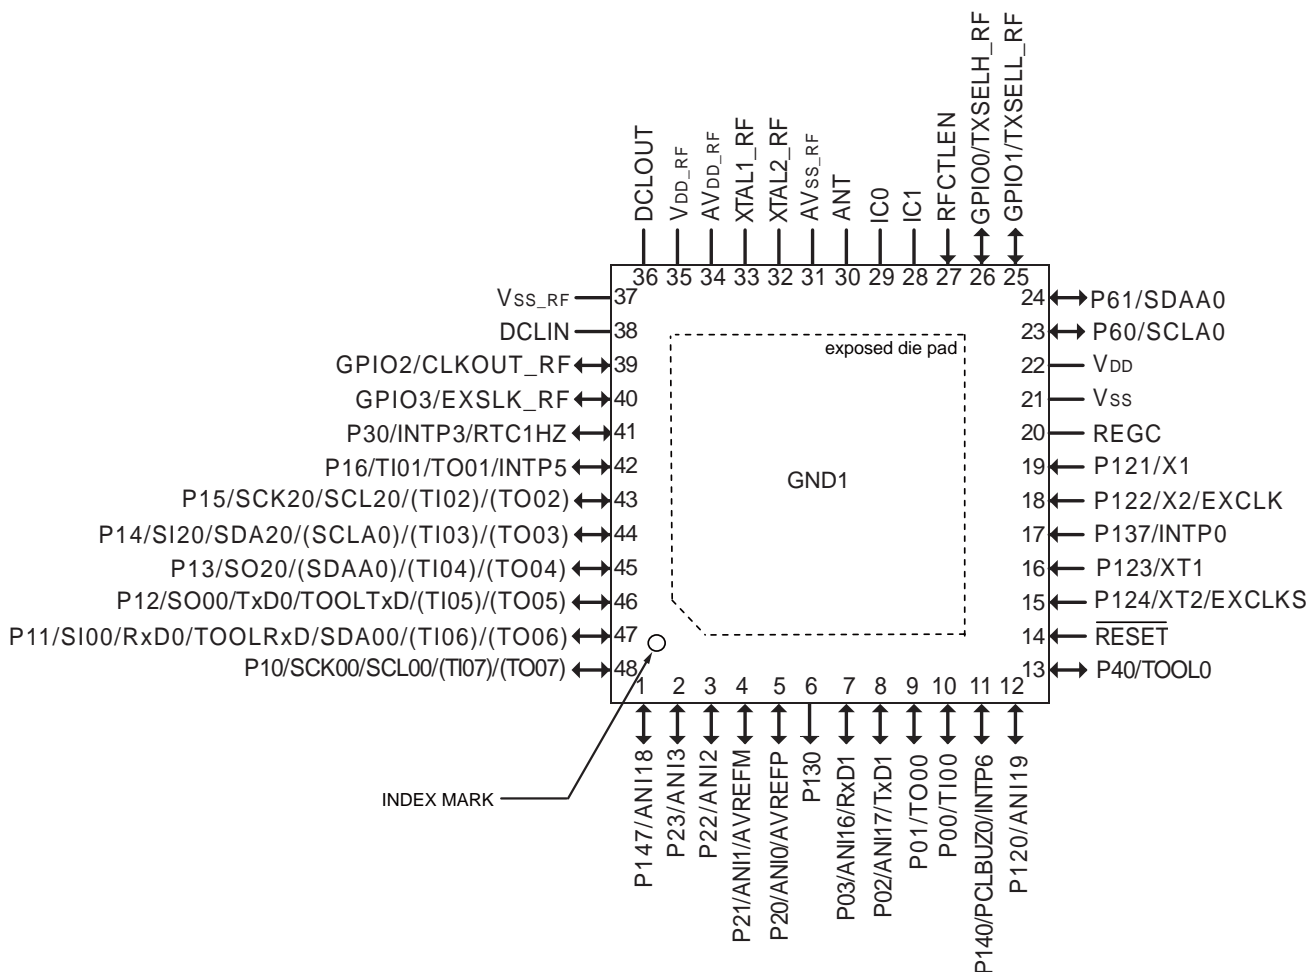 DCLOUT
VDD_RF
AVDD_RF
XTAL1_RF
XTAL2_RF
AVSS_RF
ANT
IC0
IC1
RFCTLEN
GPIO0/TXSELH_RF
GPIO1/TXSELL_RF
36 35 34 33 32 31 30 29 28 27 26 25
VSS_RF 37
DCLIN 38
GPIO2/CLKOUT_RF 39
GPIO3/EXSLK_RF 40
P30/INTP3/RTC1HZ 41
P16/TI01/TO01/INTP5 42
P15/SCK20/SCL20/(TI02)/(TO02) 43
P14/SI20/SDA20/(SCLA0)/(TI03)/(TO03) 44
P13/SO20/(SDAA0)/(TI04)/(TO04) 45
P12/SO00/TxD0/TOOLTxD/(TI05)/(TO05) 46
P11/SI00/RxD0/TOOLRxD/SDA00/(TI06)/(TO06) 47
P10/SCK00/SCL00/(TI07)/(TO07) 48
exposed die pad
GND1
24 P61/SDAA0
23 P60/SCLA0
22 VDD
21 VSS
20 REGC
19 P121/X1
18 P122/X2/EXCLK
17 P137/INTP0
16 P123/XT1
15 P124/XT2/EXCLKS
14 RESET
13 P40/TOOL0
1 2 3 4 5 6 7 8 9 10 11 12
P147/ANI18
P23/ANI3
P22/ANI2
P21/ANI1/AVREFM
P20/ANI0/AVREFP
P130
P03/ANI16/RxD1
P02/ANI17/TxD1
P01/TO00
P00/TI00
P140/PCLBUZ0/INTP6
P120/ANI19
INDEX MARK